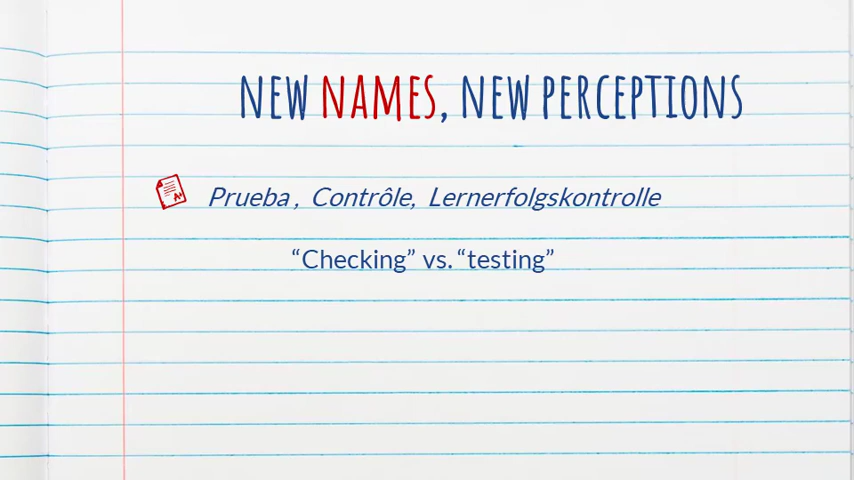 NEW NAMES, NEW PERCEPTIONS
Prueba, Contrôle, Lernerfolgskontrolle
“Checking” vs. “testing”